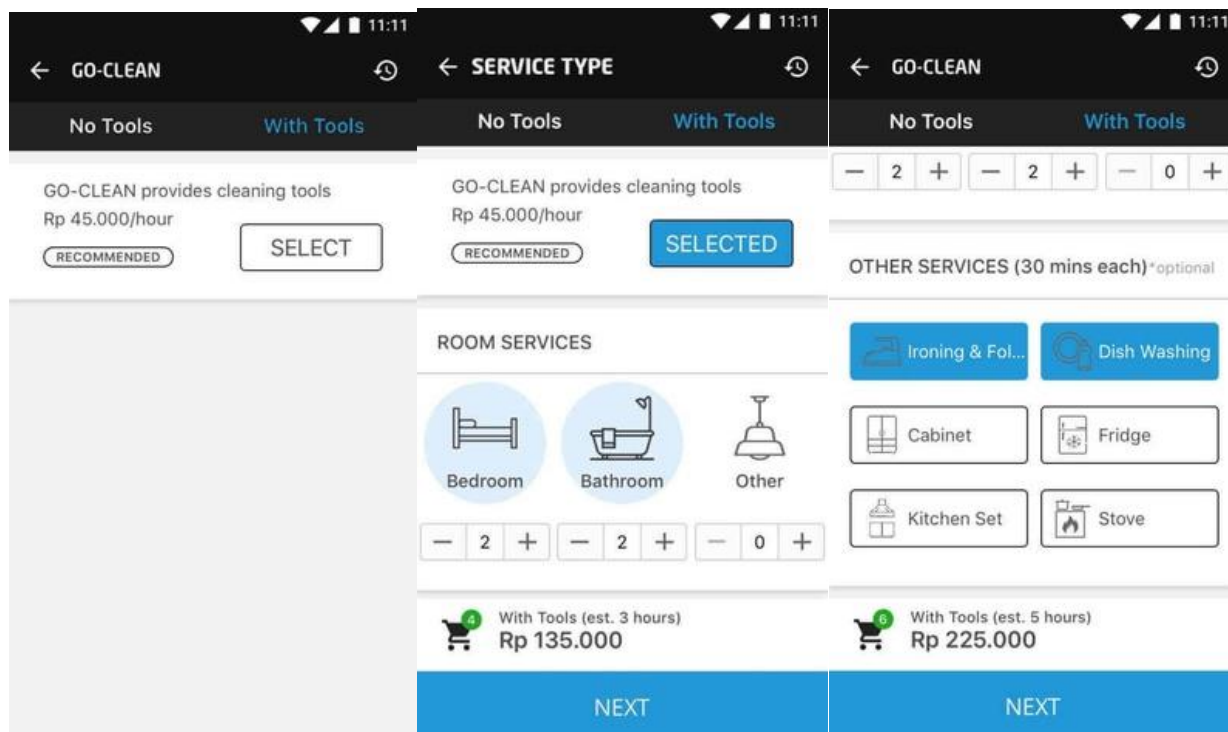 11:11
GO-CLEAN
No Tools With Tools
GO-CLEAN provides cleaning tools
Rp 45.000/hour
RECOMMENDED
SELECT
11:11
SERVICE TYPE
No Tools With Tools
GO-CLEAN provides cleaning tools
Rp 45.000/hour
RECOMMENDED
SELECTED
ROOM SERVICES
Bedroom Bathroom Other
— 2 + — 2 + — 0 +
4
With Tools (est. 3 hours)
Rp 135.000
NEXT
11:11
GO-CLEAN
No Tools With Tools
— 2 + — 2 + — 0 +
OTHER SERVICES (30 mins each)*optional
Ironing & Fol... Dish Washing
Cabinet Fridge
Kitchen Set Stove
6
With Tools (est. 5 hours)
Rp 225.000
NEXT